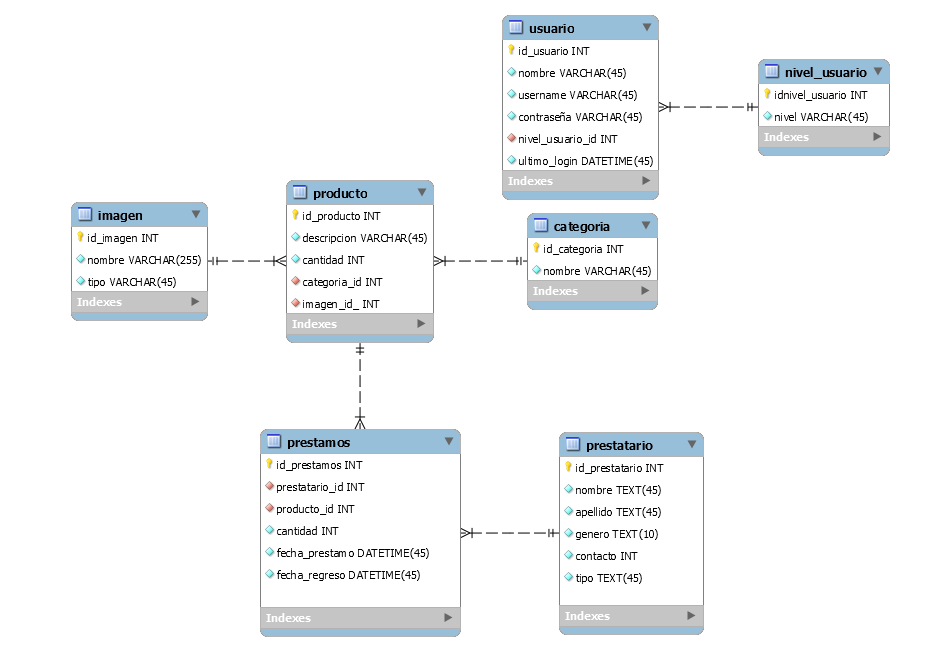 usuario
id_usuario INT
nombre VARCHAR(45)
username VARCHAR(45)
contraseña VARCHAR(45)
nivel_usuario_id INT
ultimo_login DATETIME(45)
Indexes
nivel_usuario
idnivel_usuario INT
nivel VARCHAR(45)
Indexes
imagen
id_imagen INT
nombre VARCHAR(255)
tipo VARCHAR(45)
Indexes
producto
id_producto INT
descripcion VARCHAR(45)
cantidad INT
categoria_id INT
imagen_id_ INT
Indexes
categoria
id_categoria INT
nombre VARCHAR(45)
Indexes
prestamos
id_prestamos INT
prestatario_id INT
producto_id INT
cantidad INT
fecha_prestamo DATETIME(45)
fecha_regreso DATETIME(45)
Indexes
prestatario
id_prestatario INT
nombre TEXT(45)
apellido TEXT(45)
genero TEXT(10)
contacto INT
tipo TEXT(45)
Indexes